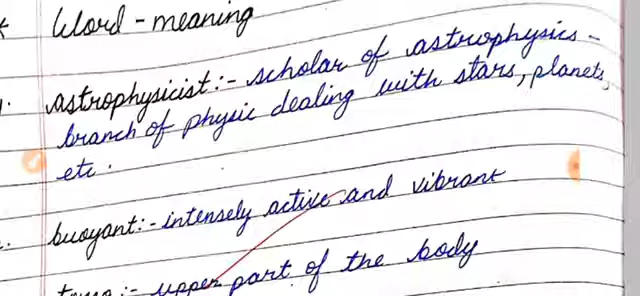 Word - meaning
astrophysicist :- scholar of astrophysics -
branch of physic dealing with stars, planets,
etc.
buoyant :- intensely active and vibrant
:- upper part of the body